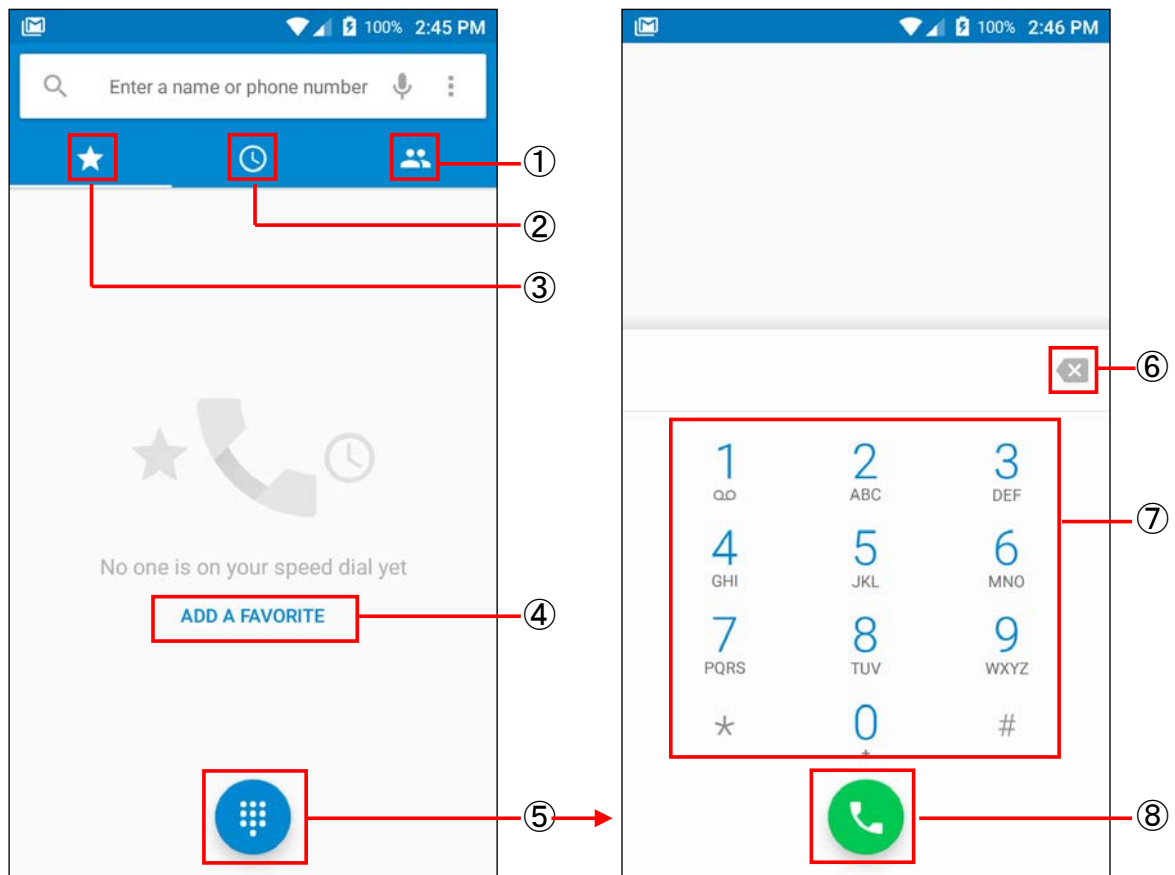 100% 2:45 PM
Enter a name or phone number
①
②
③
No one is on your speed dial yet
ADD A FAVORITE
④
⑤
100% 2:46 PM
⑥
1 2 3
ABC DEF
4 5 6
GHI JKL MNO
⑦
7 8 9
PQRS TUV WXYZ
* 0 #
+
⑧